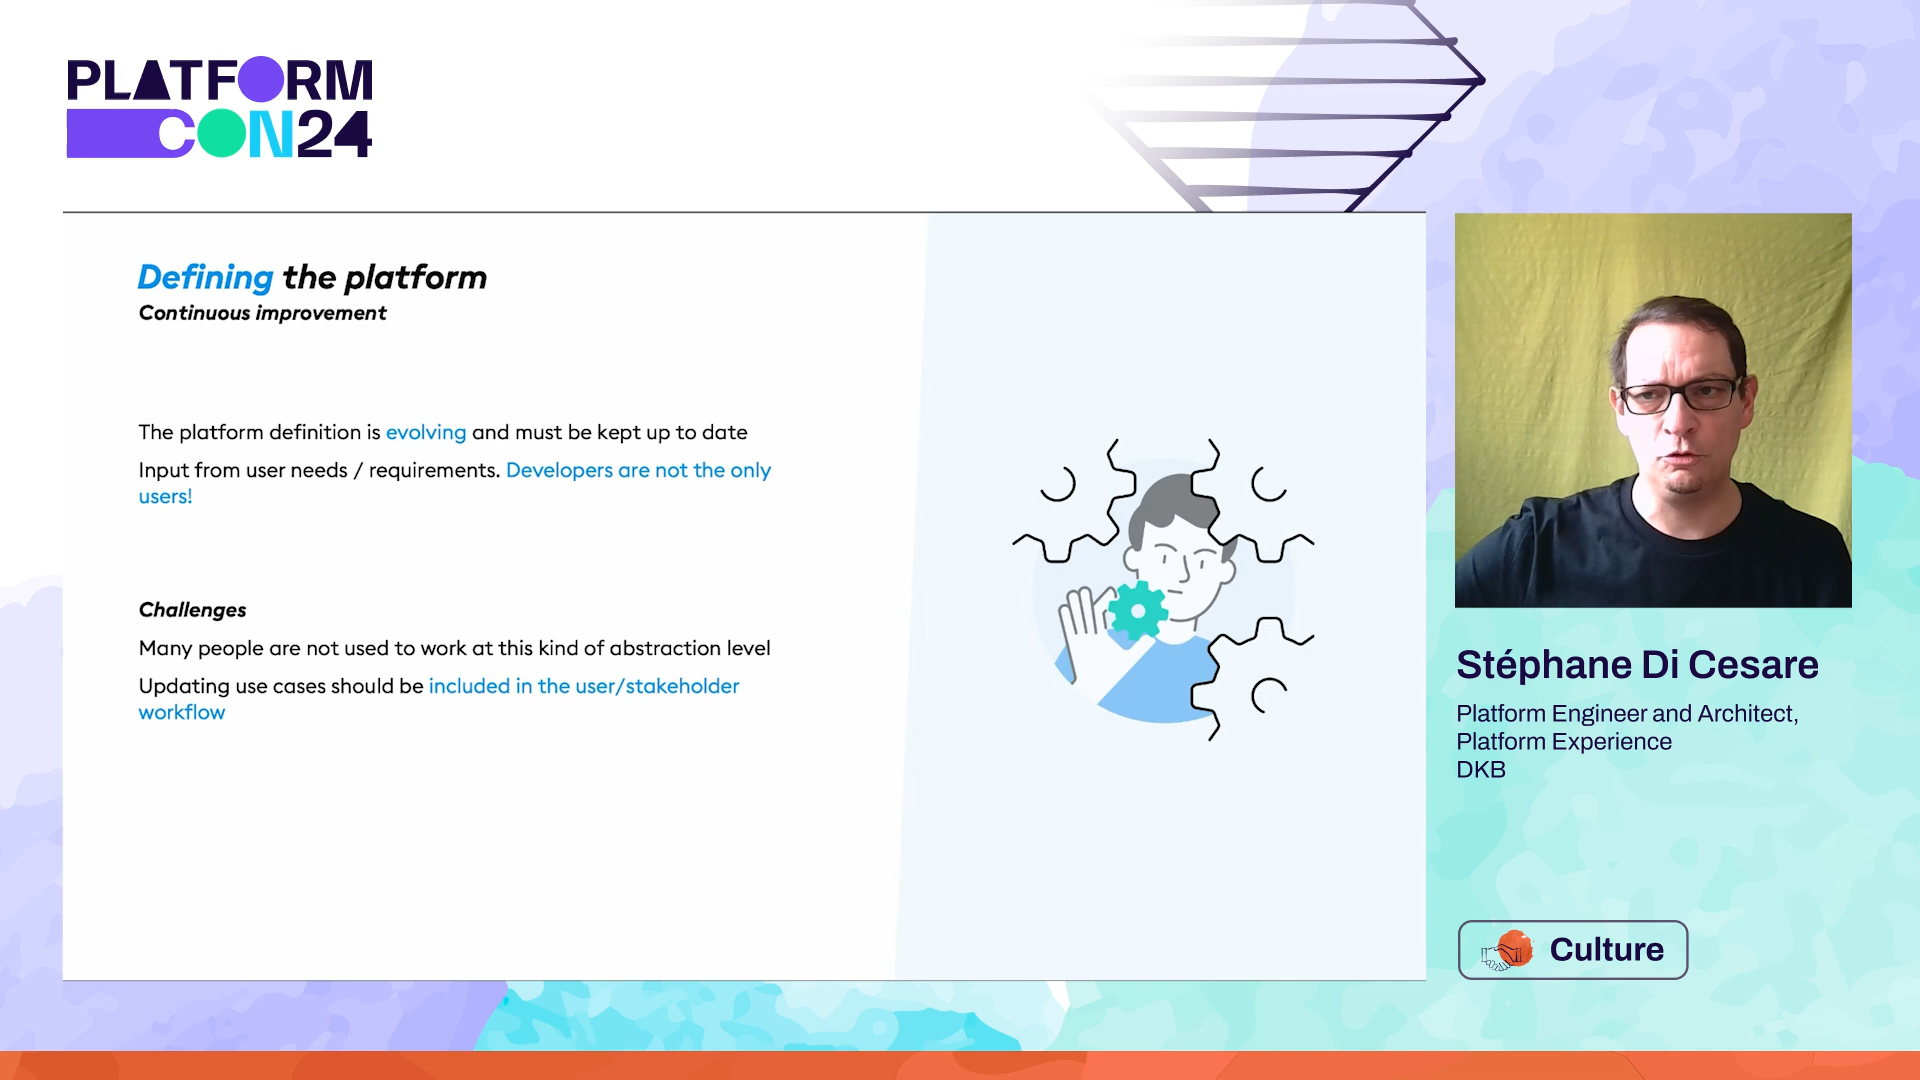 PLATFORM
CON24
Defining the platform
Continuous improvement
The platform definition is evolving and must be kept up to date
Input from user needs / requirements. Developers are not the only
users!
Challenges
Many people are not used to work at this kind of abstraction level
Updating use cases should be included in the user/stakeholder
workflow
Stéphane Di Cesare
Platform Engineer and Architect,
Platform Experience
DKB
Culture